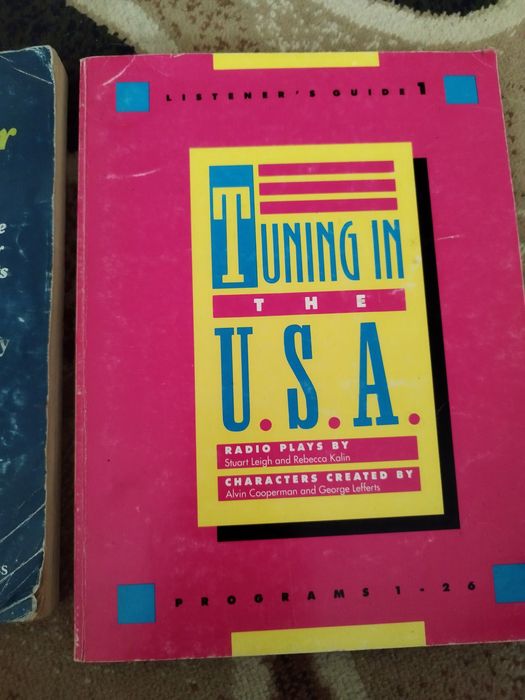 LISTENER'S GUIDE 1
TUNING IN
THE
U.S.A.
RADIO PLAYS BY
Stuart Leigh and Rebecca Kalin
CHARACTERS CREATED BY
Alvin Cooperman and George Lefferts
PROGRAMS 1-26